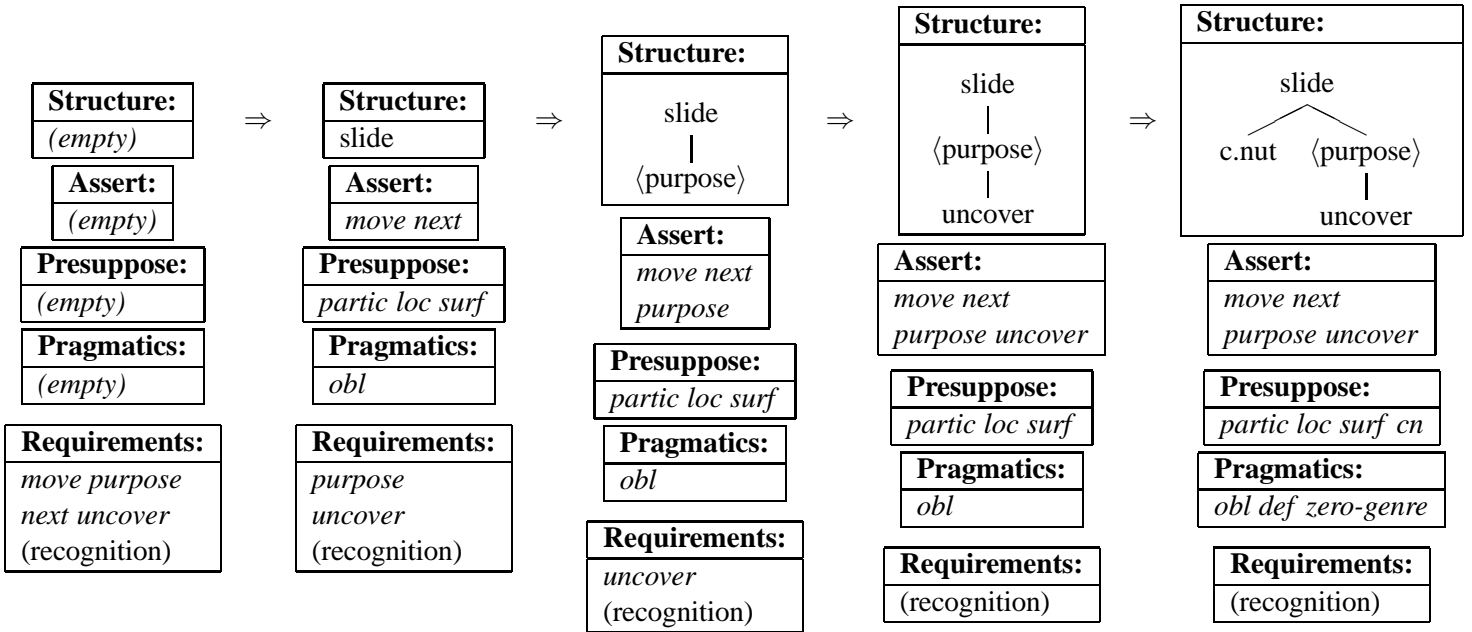 Structure:
(empty)
Assert:
(empty)
Presuppose:
(empty)
Pragmatics:
(empty)
Requirements:
move purpose
next uncover
(recognition)
⇒
Structure:
slide
Assert:
move next
Presuppose:
partic loc surf
Pragmatics:
obl
Requirements:
purpose
uncover
(recognition)
⇒
Structure:
slide
⟨purpose⟩
Assert:
move next
purpose
Presuppose:
partic loc surf
Pragmatics:
obl
Requirements:
uncover
(recognition)
⇒
Structure:
slide
⟨purpose⟩
uncover
Assert:
move next
purpose uncover
Presuppose:
partic loc surf
Pragmatics:
obl
Requirements:
(recognition)
⇒
Structure:
slide
c.nut ⟨purpose⟩
uncover
Assert:
move next
purpose uncover
Presuppose:
partic loc surf cn
Pragmatics:
obl def zero-genre
Requirements:
(recognition)